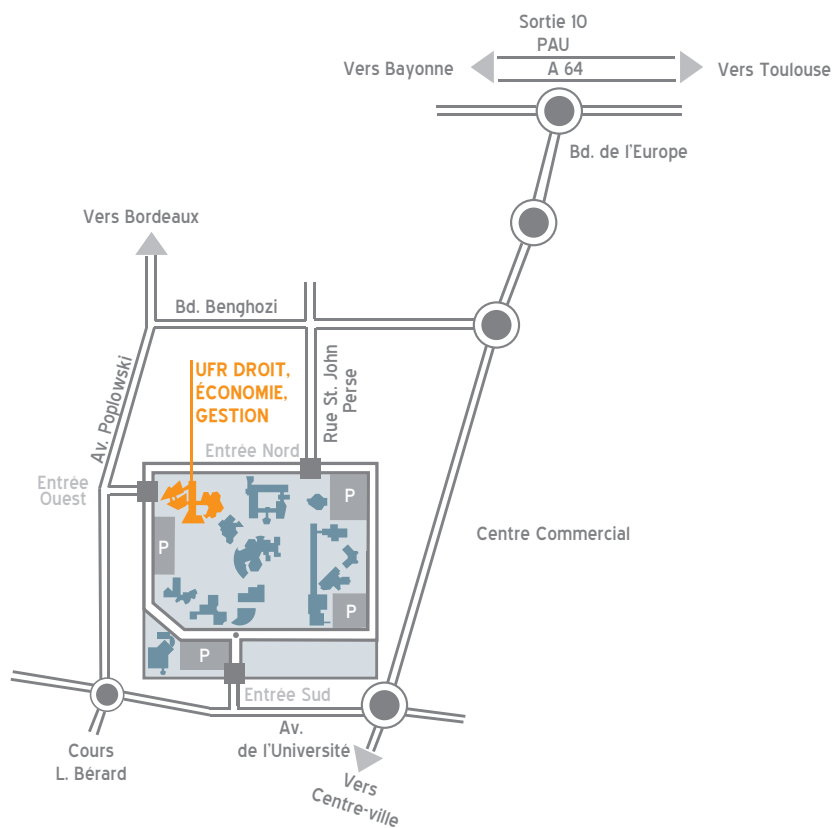 Sortie 10
PAU
A 64
Vers Bayonne
Vers Toulouse
Bd. de l'Europe
Vers Bordeaux
Bd. Benghozi
Av. Poplowski
UFR DROIT,
ÉCONOMIE,
GESTION
Rue St. John
Perse
Entrée Nord
Entrée
Ouest
P
P
Centre Commercial
P
P
Entrée Sud
Av.
de l'Université
Cours
L. Bérard
Vers
Centre-ville